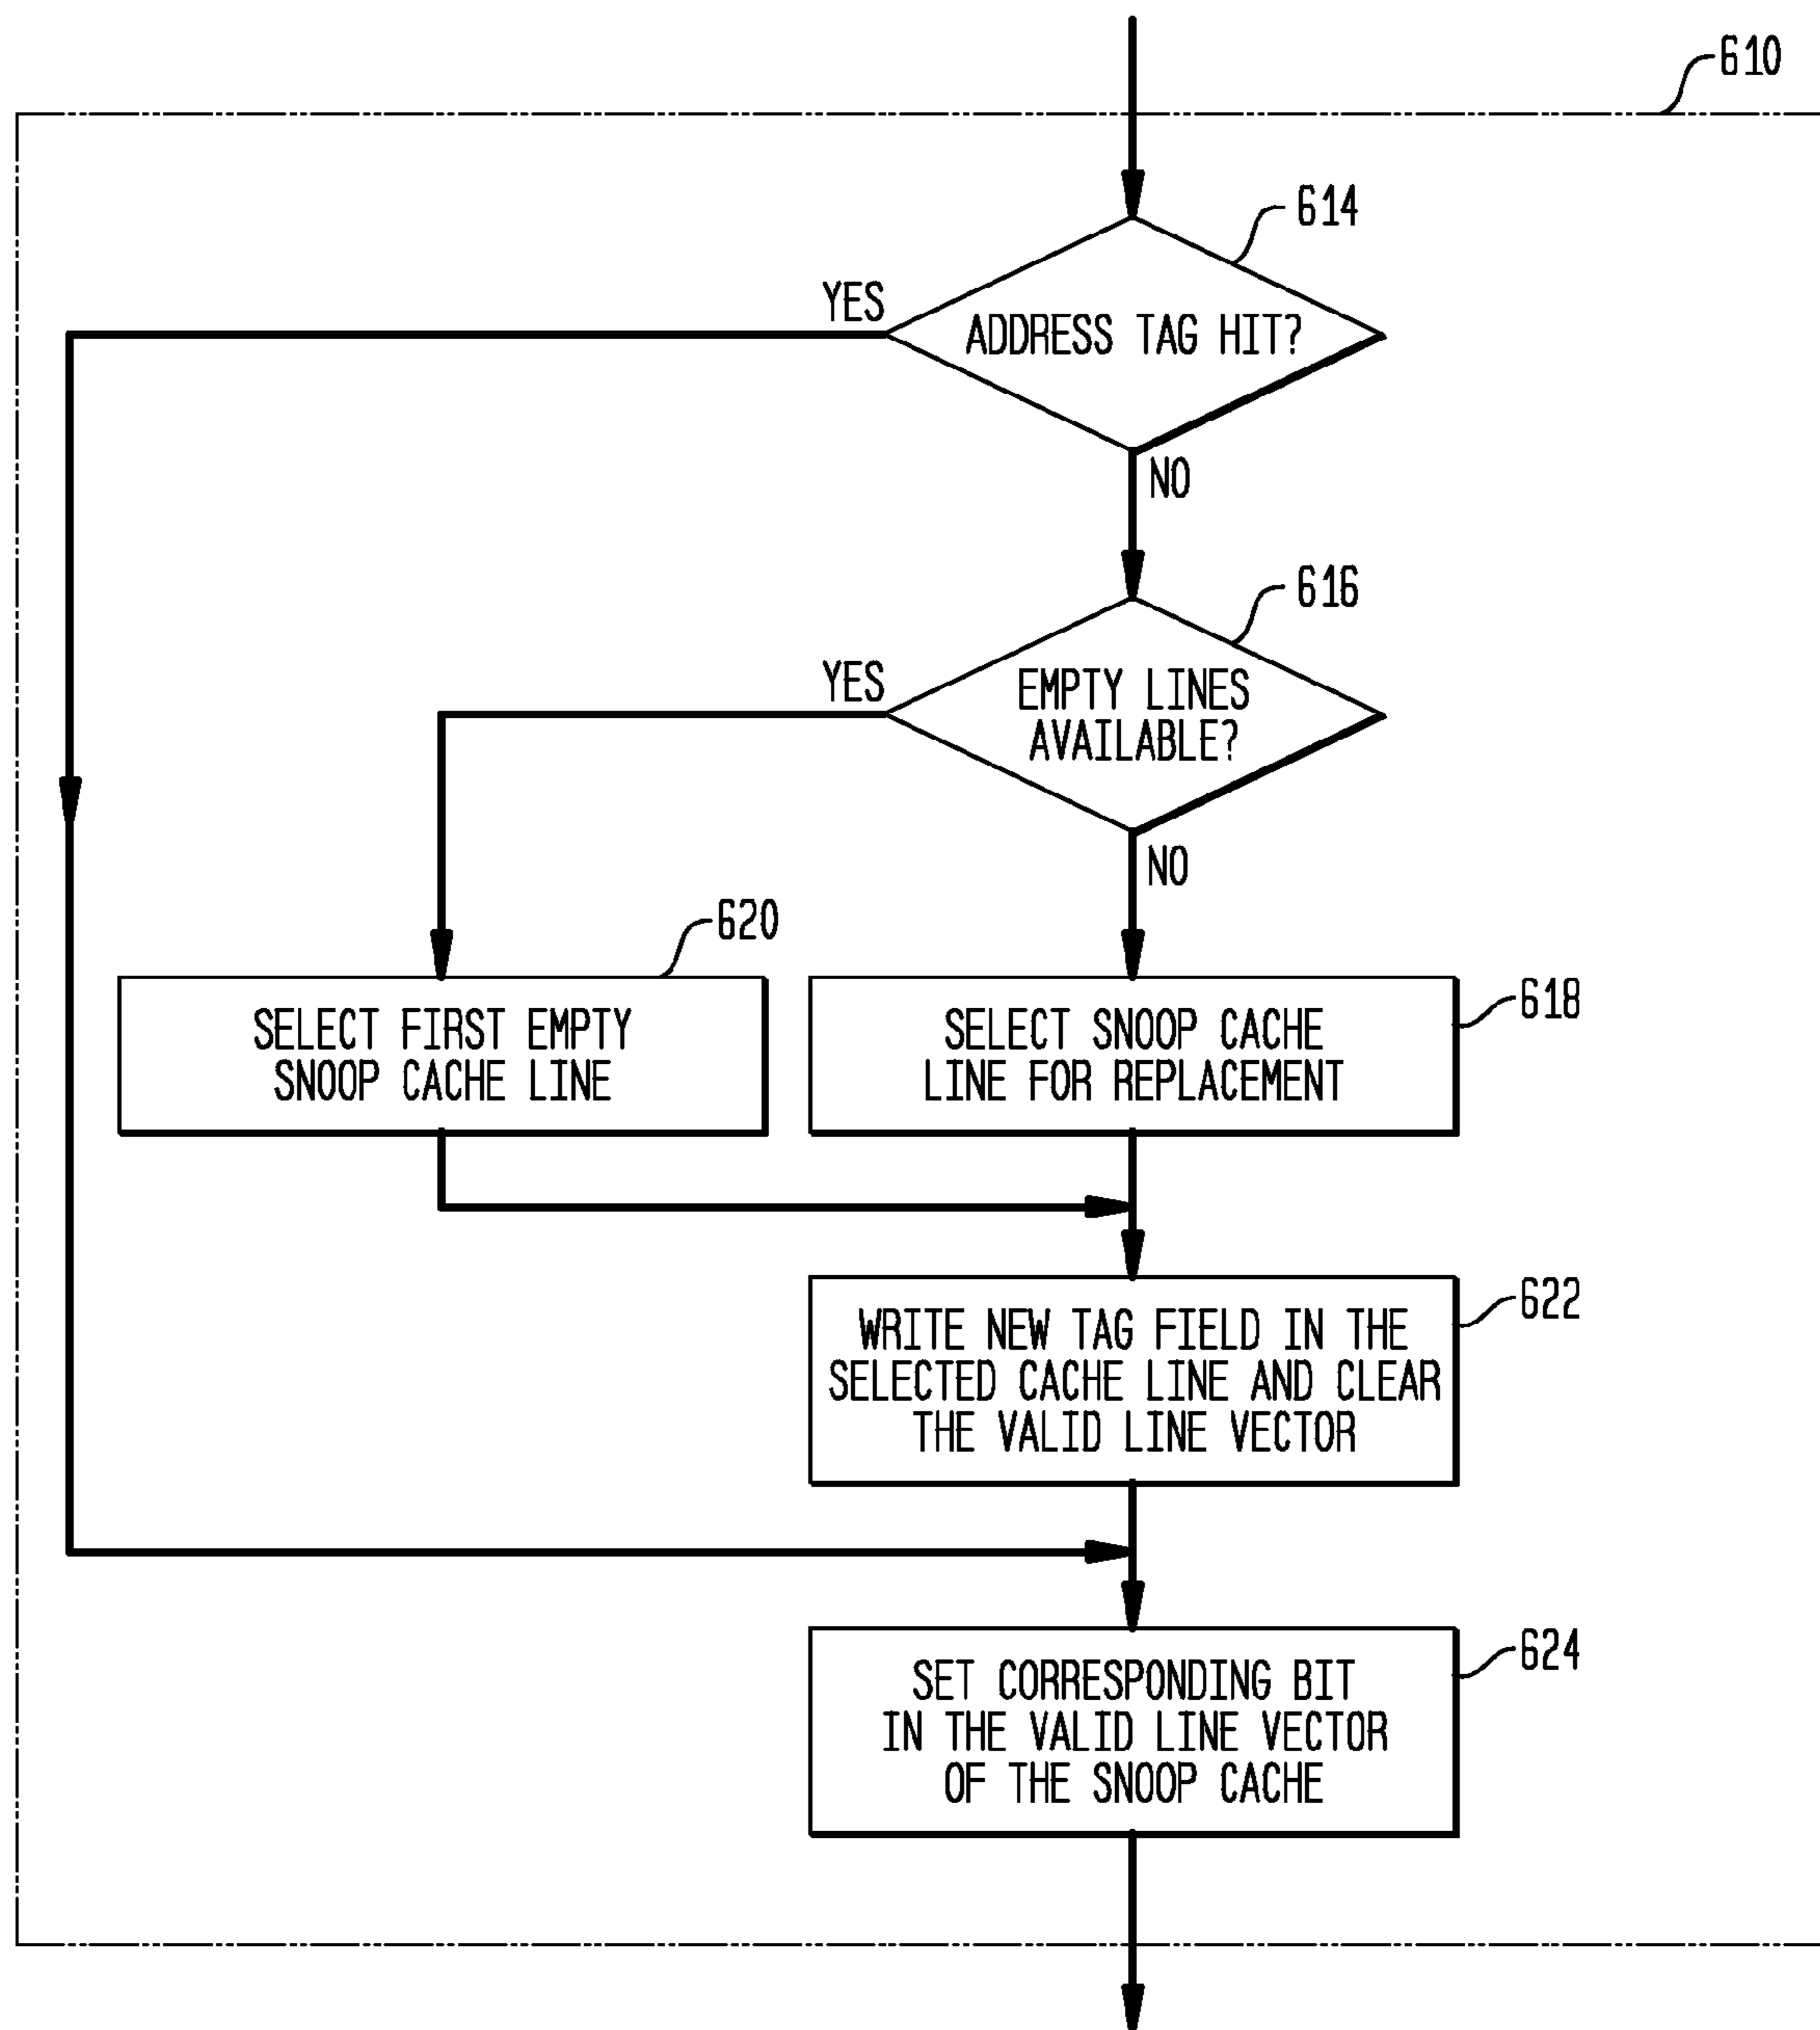 610
614
YES
ADDRESS TAG HIT?
NO
616
YES
EMPTY LINES
AVAILABLE?
NO
620
SELECT FIRST EMPTY
SNOOP CACHE LINE
618
SELECT SNOOP CACHE
LINE FOR REPLACEMENT
622
WRITE NEW TAG FIELD IN THE
SELECTED CACHE LINE AND CLEAR
THE VALID LINE VECTOR
624
SET CORRESPONDING BIT
IN THE VALID LINE VECTOR
OF THE SNOOP CACHE